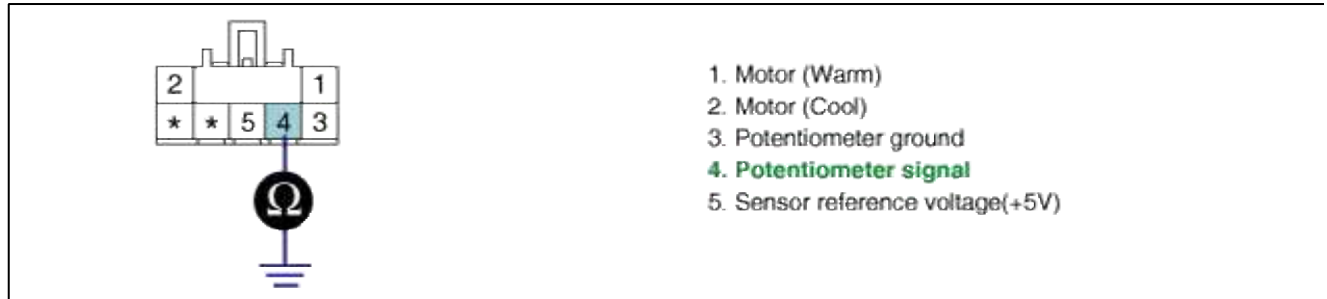 2 1
* * 5 4 3
Ω
1. Motor (Warm)
2. Motor (Cool)
3. Potentiometer ground
4. Potentiometer signal
5. Sensor reference voltage(+5V)